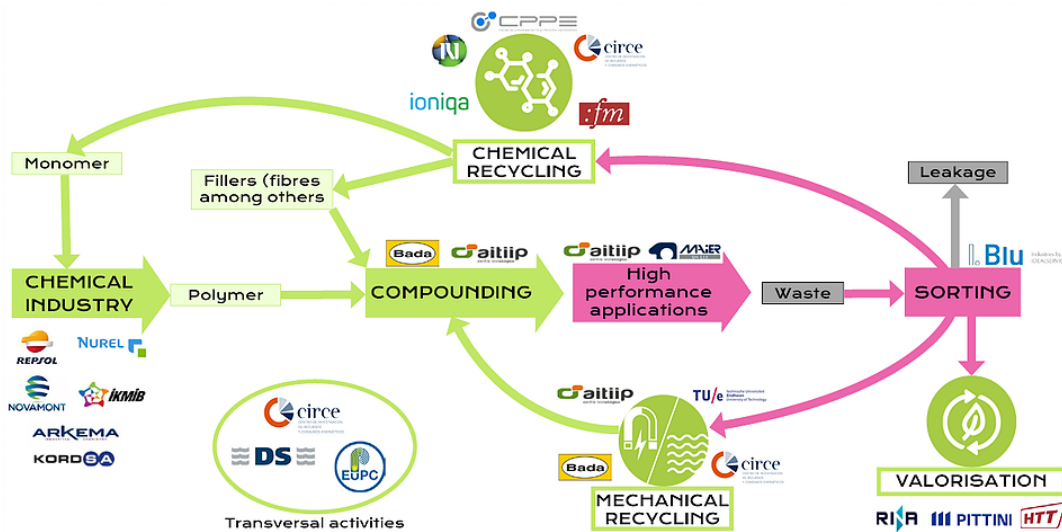 CPPE
circe
ioniqa
:fm
CHEMICAL
RECYCLING
Monomer
Fillers (fibres
among others
Leakage
I.Blu
Bada
aitiip
aitiip
MAIER
CHEMICAL
INDUSTRY
Polymer
COMPOUNDING
High
performance
applications
Waste
SORTING
REPSOL
NUREL
NOVAMONT
İKMİB
ARKEMA
KORDSA
circe
DS
EUPC
Transversal activities
aitiip
TU/e
Bada
circe
MECHANICAL
RECYCLING
VALORISATION
RINA
PITTINI
HTT